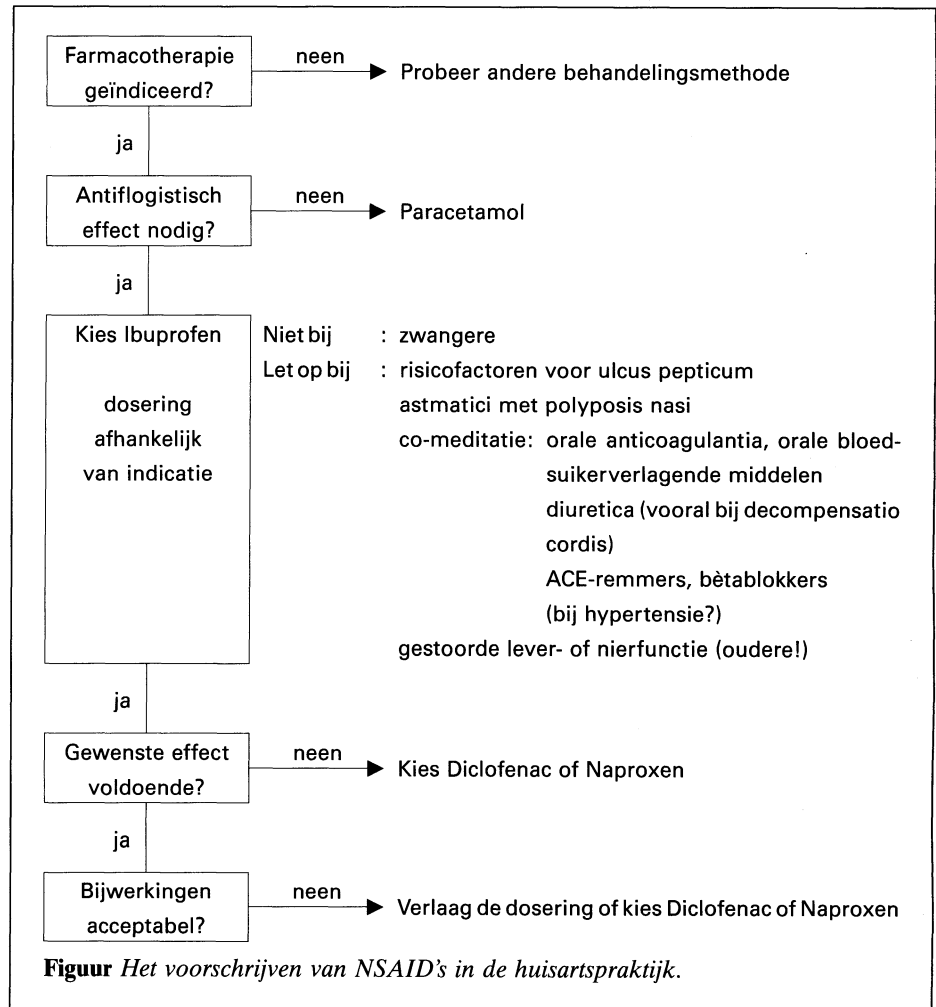 Farmacotherapie
geïndiceerd?
neen
Probeer andere behandelingsmethode
ja
Antiflogistisch
effect nodig?
neen
Paracetamol
ja
Kies Ibuprofen
dosering
afhankelijk
van indicatie
Niet bij : zwangere
Let op bij : risicofactoren voor ulcus pepticum
astmatici met polyposis nasi
co-meditatie: orale anticoagulantia, orale bloed-
suikerverlagende middelen
diuretica (vooral bij decompensatio
cordis)
ACE-remmers, bètablokkers
(bij hypertensie?)
gestoorde lever- of nierfunctie (oudere!)
ja
Gewenste effect
voldoende?
neen
Kies Diclofenac of Naproxen
ja
Bijwerkingen
acceptabel?
neen
Verlaag de dosering of kies Diclofenac of Naproxen
Figuur Het voorschrijven van NSAID's in de huisartspraktijk.